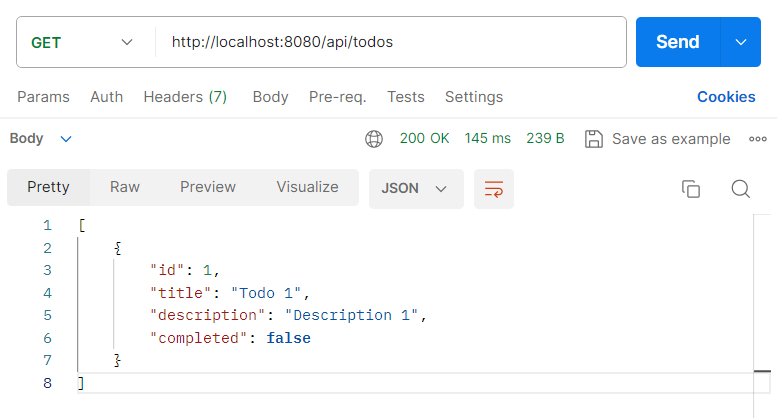 GET http://localhost:8080/api/todos Send
Params Auth Headers (7) Body Pre-req. Tests Settings Cookies
Body 200 OK 145 ms 239 B Save as example
Pretty Raw Preview Visualize JSON
1 [
2 {
3 "id": 1,
4 "title": "Todo 1",
5 "description": "Description 1",
6 "completed": false
7 }
8 ]